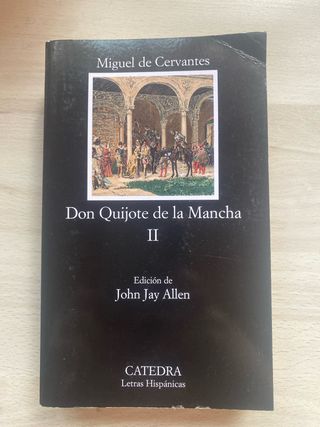 Miguel de Cervantes
Don Quijote de la Mancha
II
Edición de
John Jay Allen
CATEDRA
Letras Hispánicas